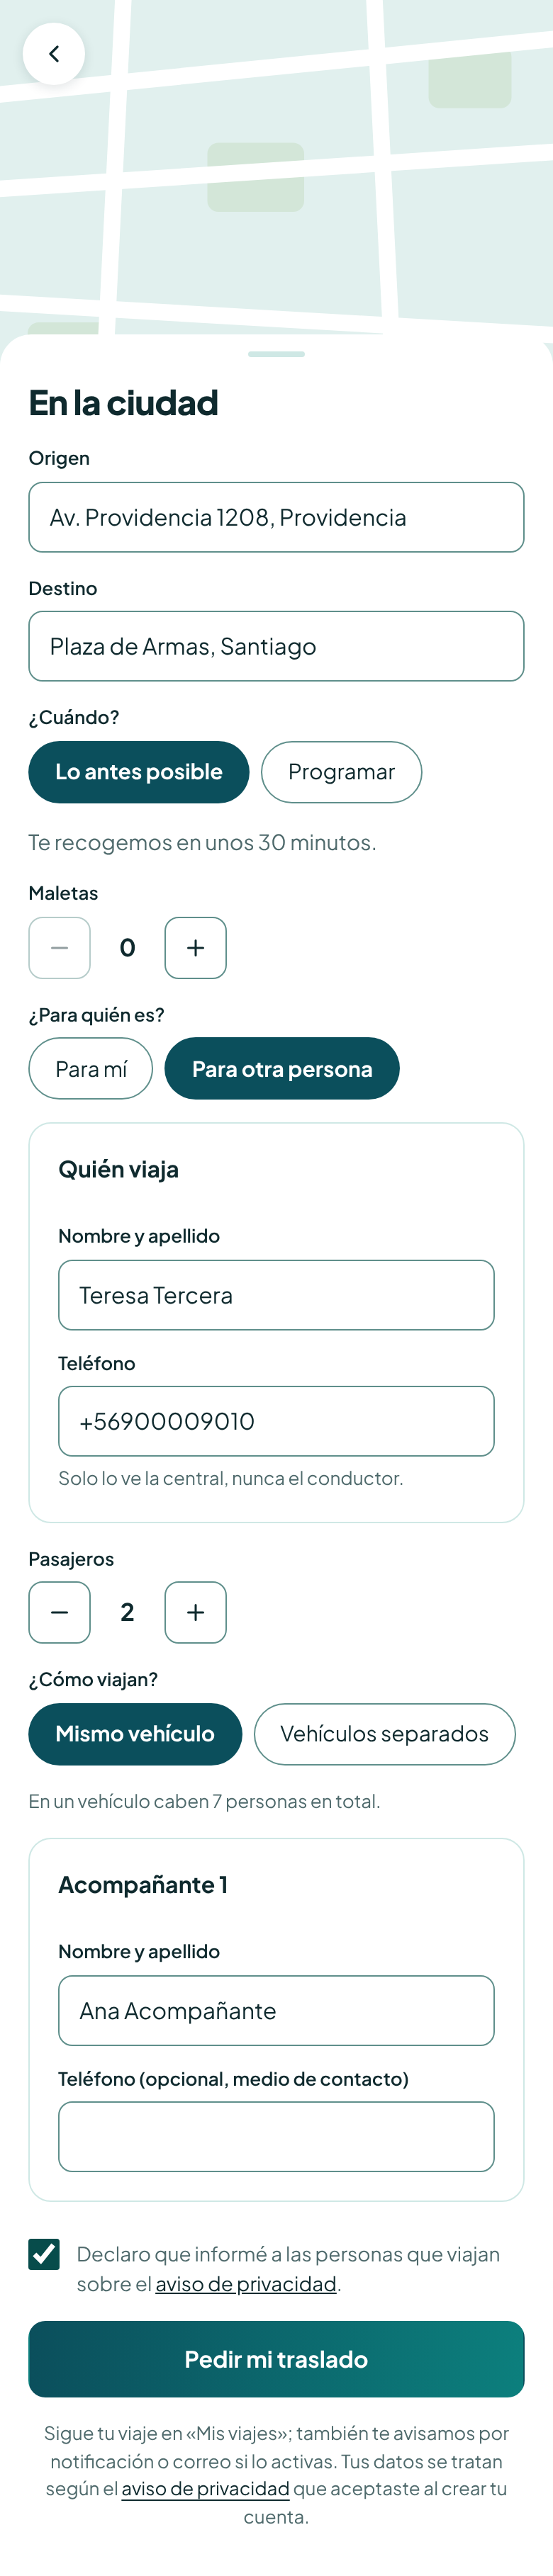 En la ciudad
Origen
Av. Providencia 1208, Providencia
Destino
Plaza de Armas, Santiago
¿Cuándo?
Lo antes posible
Programar
Te recogemos en unos 30 minutos.
Maletas
− 0 +
¿Para quién es?
Para mí
Para otra persona
Quién viaja
Nombre y apellido
Teresa Tercera
Teléfono
+56900009010
Solo lo ve la central, nunca el conductor.
Pasajeros
− 2 +
¿Cómo viajan?
Mismo vehículo
Vehículos separados
En un vehículo caben 7 personas en total.
Acompañante 1
Nombre y apellido
Ana Acompañante
Teléfono (opcional, medio de contacto)
Declaro que informé a las personas que viajan
sobre el aviso de privacidad.
Pedir mi traslado
Sigue tu viaje en «Mis viajes»; también te avisamos por
notificación o correo si lo activas. Tus datos se tratan
según el aviso de privacidad que aceptaste al crear tu
cuenta.